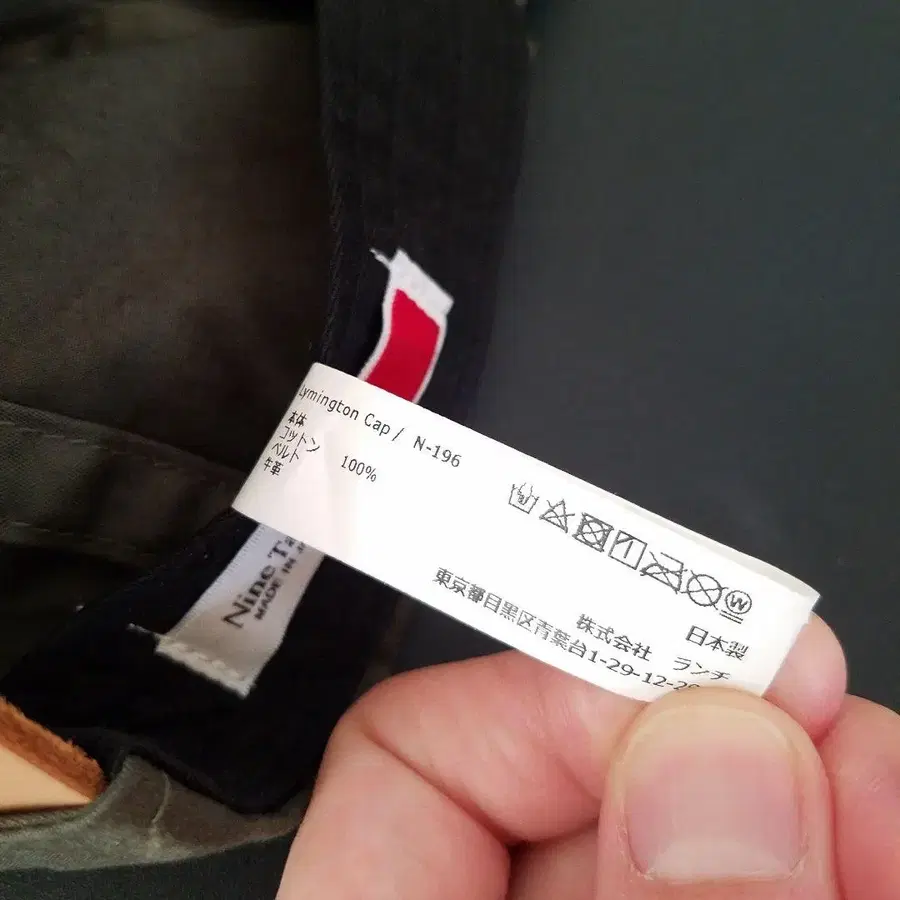 Lymington Cap / N-196
本体
コットン 100%
ベルト
牛革
日本製
株式会社 ランチ
東京都目黒区青葉台1-29-12-
Nine
MADE IN